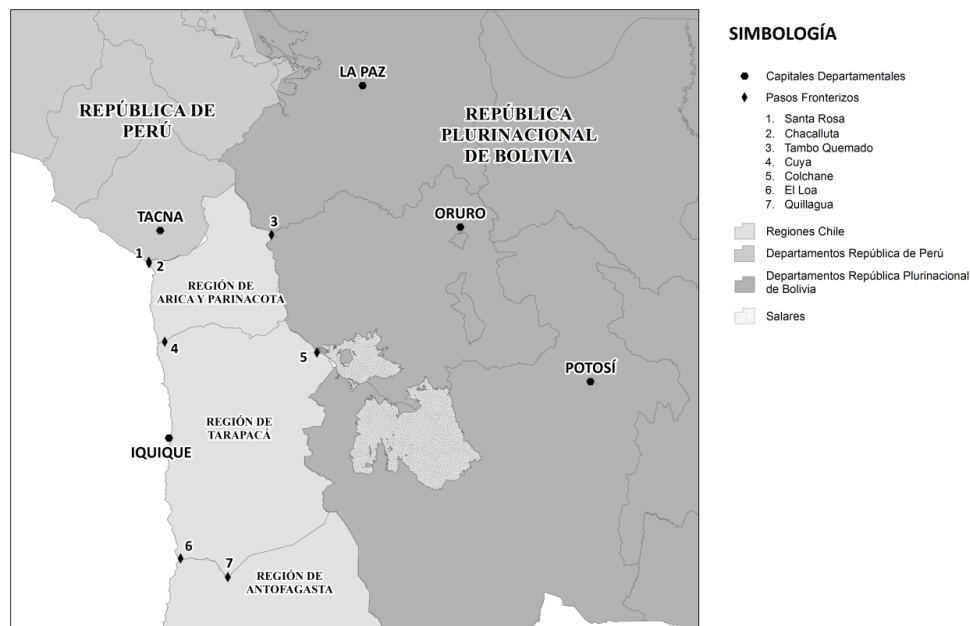 LA PAZ
REPÚBLICA DE
PERÚ
REPÚBLICA
PLURINACIONAL
DE BOLIVIA
TACNA
ORURO
3
1
2
REGIÓN DE
ARICA Y PARINACOTA
4
5
POTOSÍ
REGIÓN DE
TARAPACÁ
IQUIQUE
6
7
REGIÓN DE
ANTOFAGASTA
SIMBOLOGÍA
Capitales Departamentales
Pasos Fronterizos
1. Santa Rosa
2. Chacalluta
3. Tambo Quemado
4. Cuya
5. Colchane
6. El Loa
7. Quillagua
Regiones Chile
Departamentos República de Perú
Departamentos República Plurinacional
de Bolivia
Salares